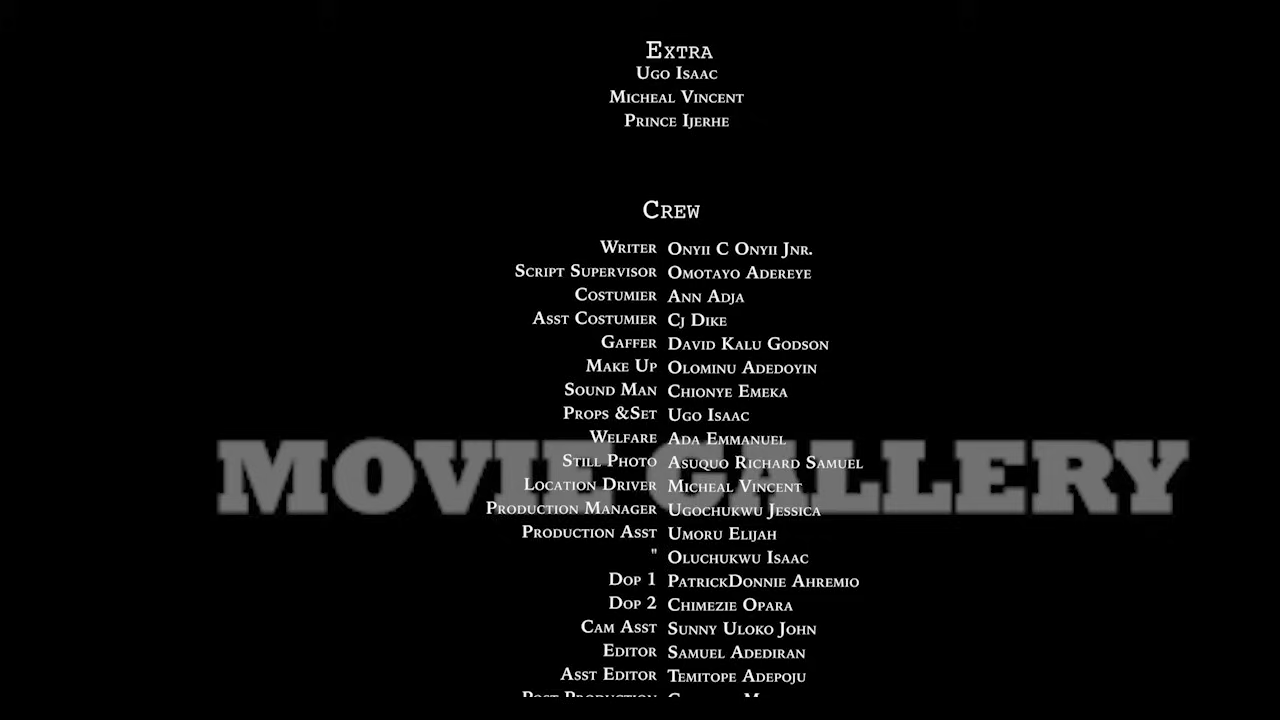 Extra
Ugo Isaac
Micheal Vincent
Prince Ijerhe
Crew
Writer Onyii C Onyii Jnr.
Script Supervisor Omotayo Adereye
Costumier Ann Adja
Asst Costumier Cj Dike
Gaffer David Kalu Godson
Make Up Olominu Adedoyin
Sound Man Chionye Emeka
Props &Set Ugo Isaac
Welfare Ada Emmanuel
Still Photo Asuquo Richard Samuel
MOVIE GALLERY
Location Driver Micheal Vincent
Production Manager Ugochukwu Jessica
Production Asst Umoru Elijah
" Oluchukwu Isaac
Dop 1 PatrickDonnie Ahremio
Dop 2 Chimezie Opara
Cam Asst Sunny Uloko John
Editor Samuel Adediran
Asst Editor Temitope Adepoju
Post Production